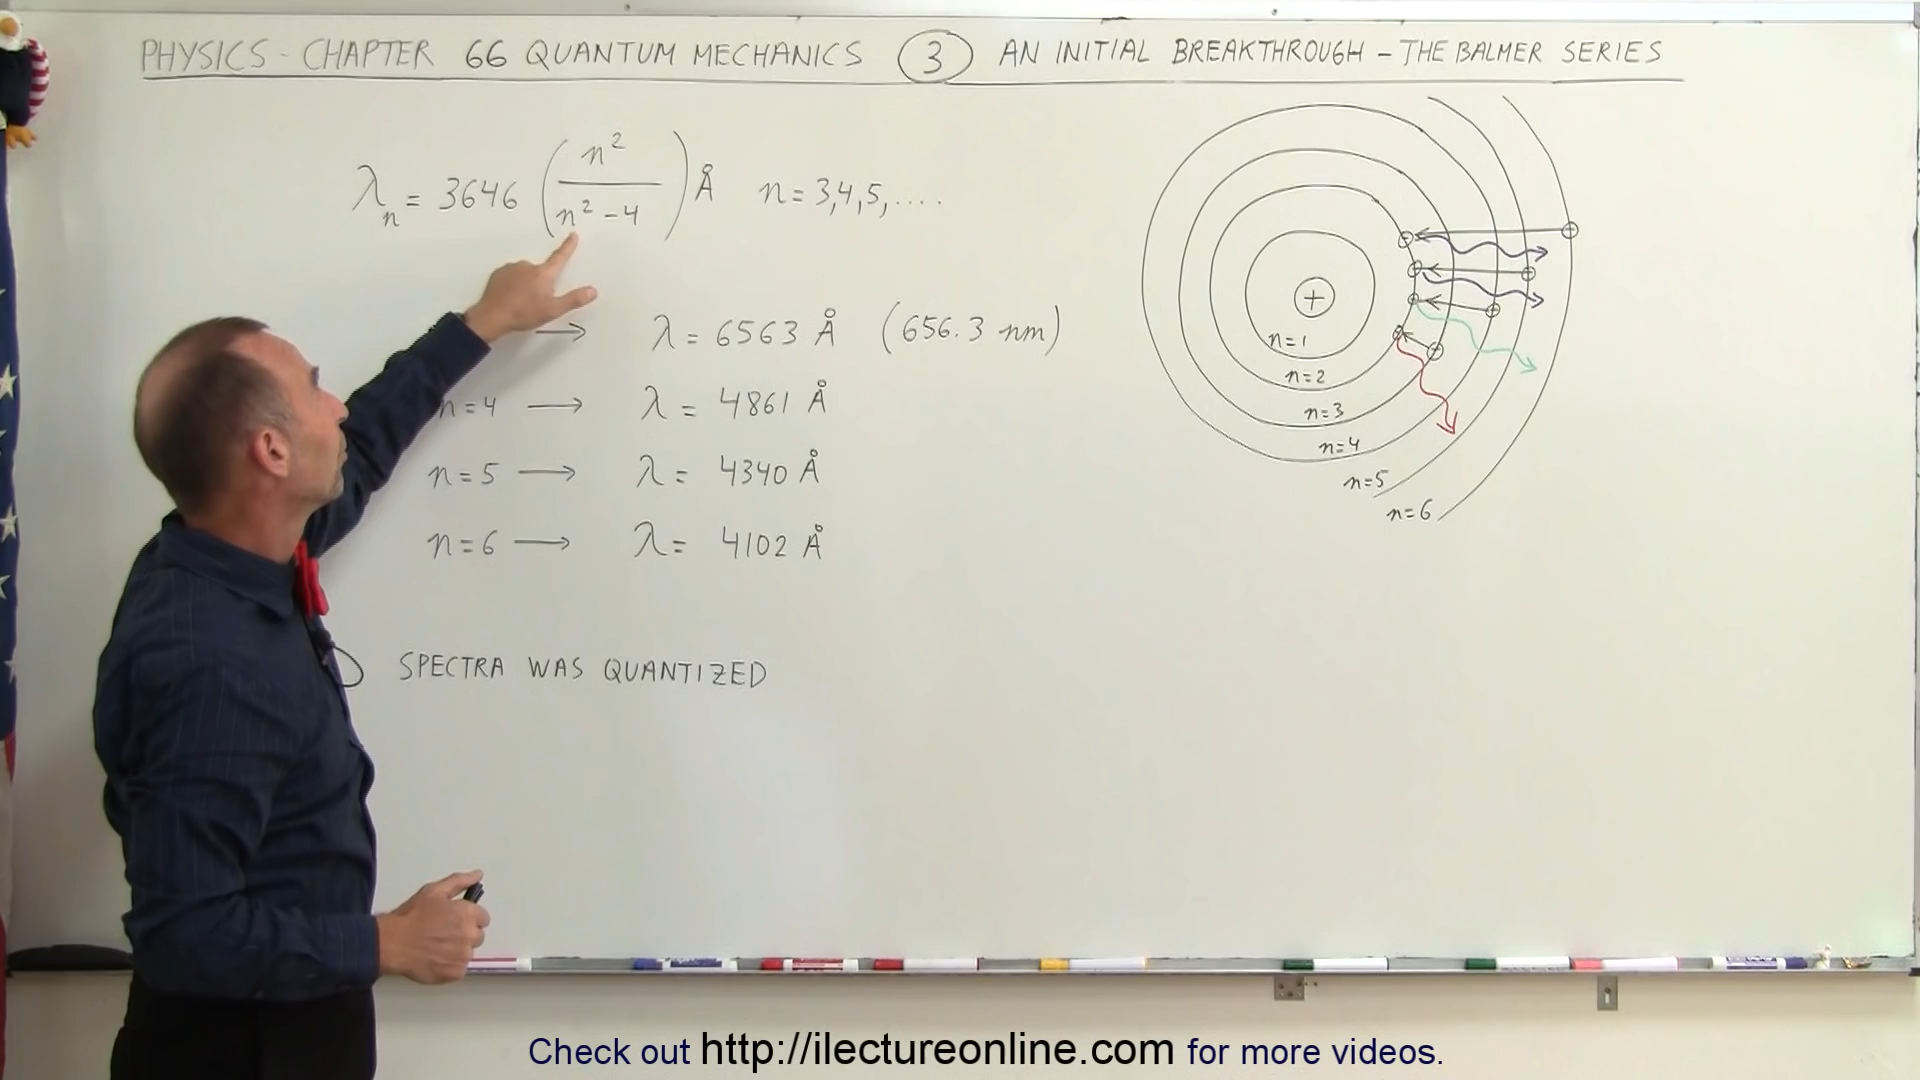 PHYSICS - CHAPTER 66 QUANTUM MECHANICS 3 AN INITIAL BREAKTHROUGH - THE BALMER SERIES
λn = 3646 (n² / n² - 4) Å n = 3,4,5,....
→ λ = 6563 Å (656.3 nm)
n=4 → λ = 4861 Å
n=5 → λ = 4340 Å
n=6 → λ = 4102 Å
SPECTRA WAS QUANTIZED
+
n=1
n=2
n=3
n=4
n=5
n=6
Check out http://ilectureonline.com for more videos.